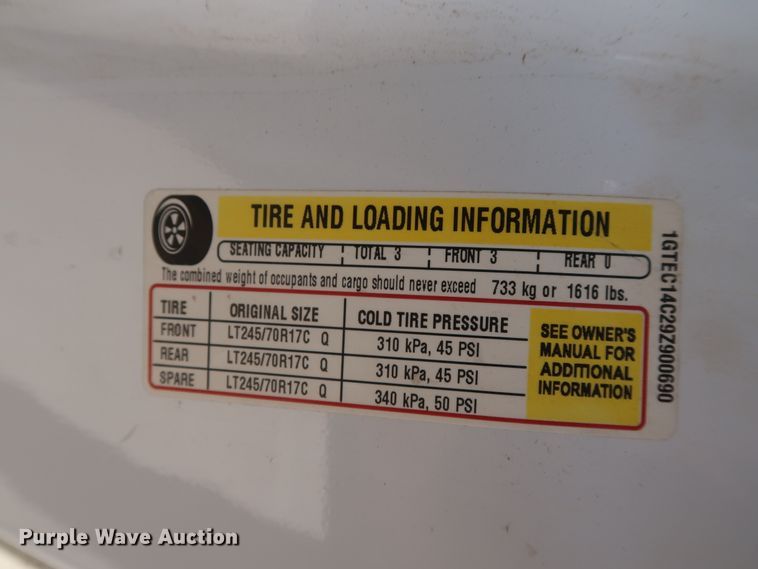 TIRE AND LOADING INFORMATION
SEATING CAPACITY TOTAL 3 FRONT 3 REAR 0
The combined weight of occupants and cargo should never exceed 733 kg or 1616 lbs.
TIRE ORIGINAL SIZE COLD TIRE PRESSURE
FRONT LT245/70R17C Q 310 kPa, 45 PSI
REAR LT245/70R17C Q 310 kPa, 45 PSI
SPARE LT245/70R17C Q 340 kPa, 50 PSI
SEE OWNER'S
MANUAL FOR
ADDITIONAL
INFORMATION
1GTEC14C29Z900690
Purple Wave Auction